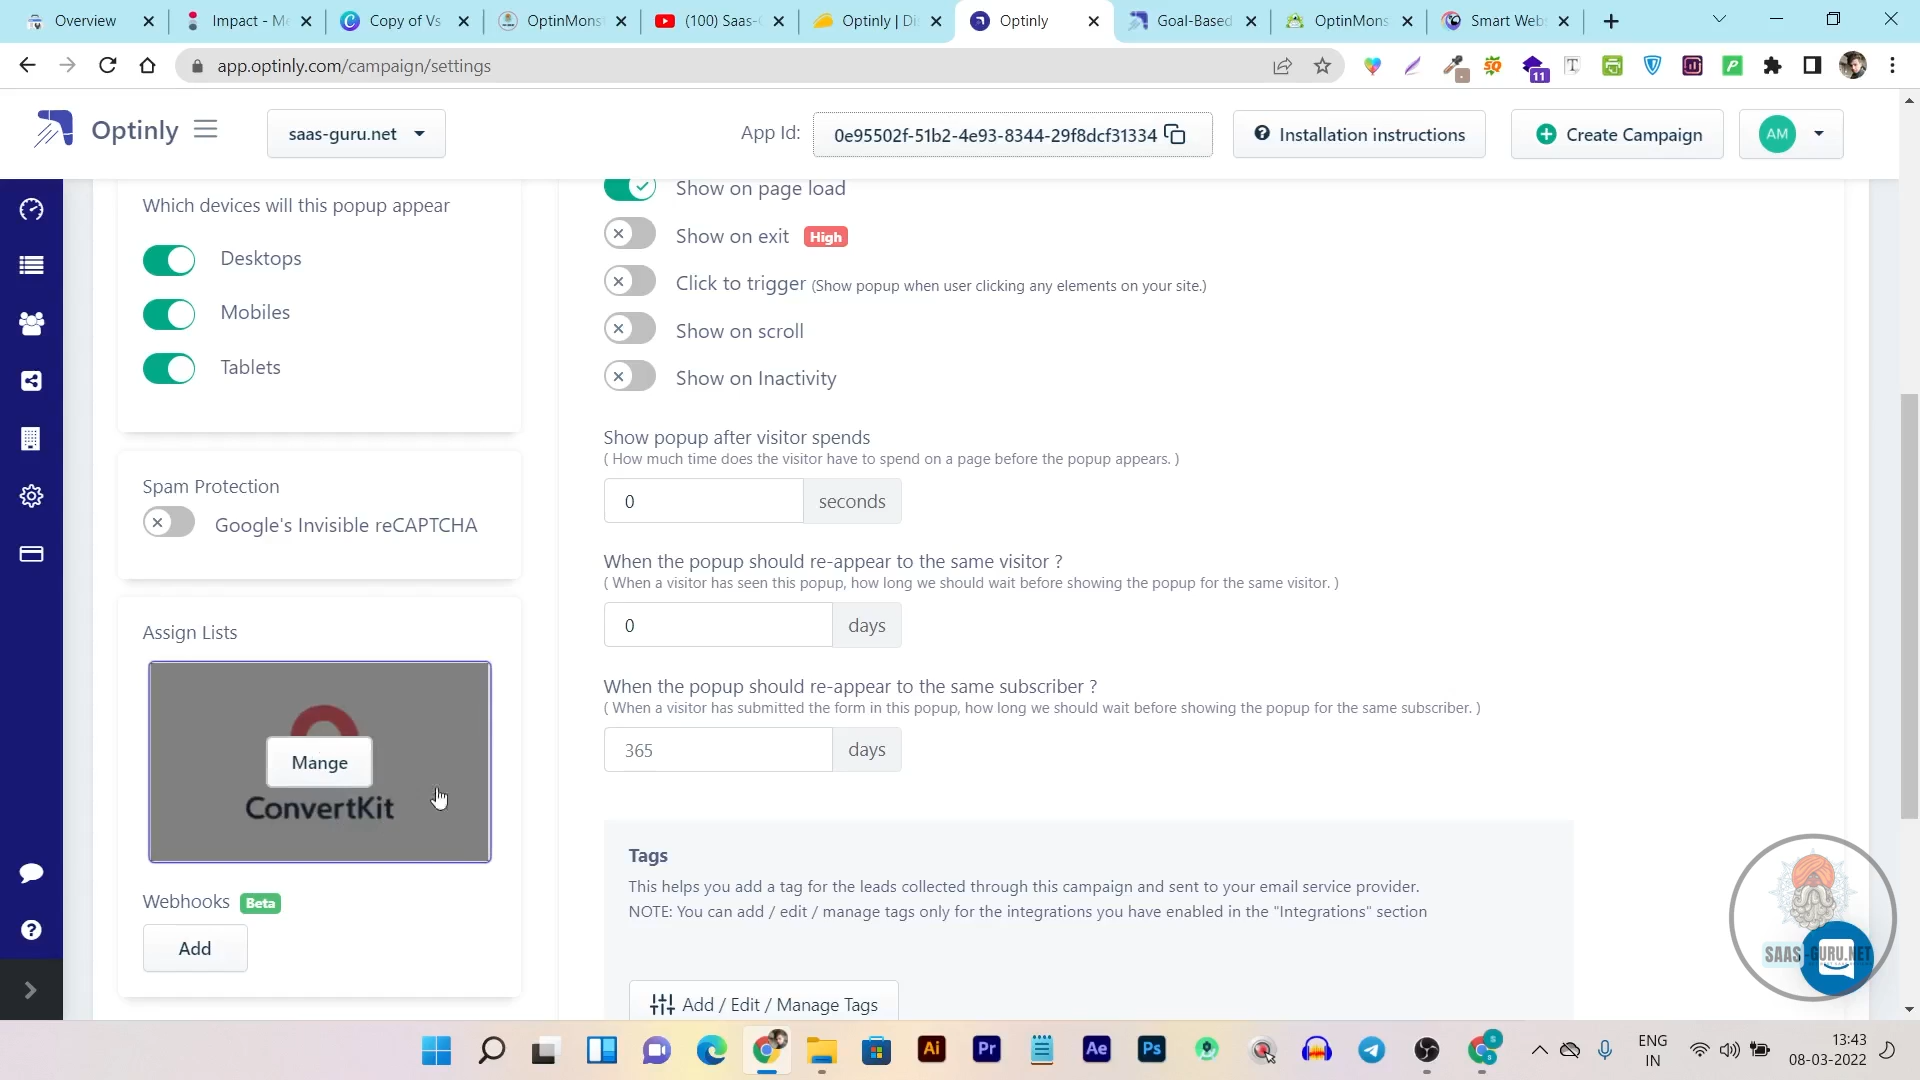 Overview
Impact - Me
Copy of Vs
OptinMons
(100) Saas-G
Optinly | Da
Optinly
Goal-Based
OptinMons
Smart Webs
app.optinly.com/campaign/settings
11
Optinly
saas-guru.net
App Id:
0e95502f-51b2-4e93-8344-29f8dcf31334
Installation instructions
Create Campaign
AM
Which devices will this popup appear
Desktops
Mobiles
Tablets
Spam Protection
Google's Invisible reCAPTCHA
Assign Lists
Mange
ConvertKit
Webhooks Beta
Add
Show on page load
Show on exit High
Click to trigger (Show popup when user clicking any elements on your site.)
Show on scroll
Show on Inactivity
Show popup after visitor spends
( How much time does the visitor have to spend on a page before the popup appears. )
0 seconds
When the popup should re-appear to the same visitor ?
( When a visitor has seen this popup, how long we should wait before showing the popup for the same visitor. )
0 days
When the popup should re-appear to the same subscriber ?
( When a visitor has submitted the form in this popup, how long we should wait before showing the popup for the same subscriber. )
365 days
Tags
This helps you add a tag for the leads collected through this campaign and sent to your email service provider.
NOTE: You can add / edit / manage tags only for the integrations you have enabled in the "Integrations" section
Add / Edit / Manage Tags
SAAS-GURU.NET
Ai
Pr
Ae
Ps
ENG
IN
13:43
08-03-2022